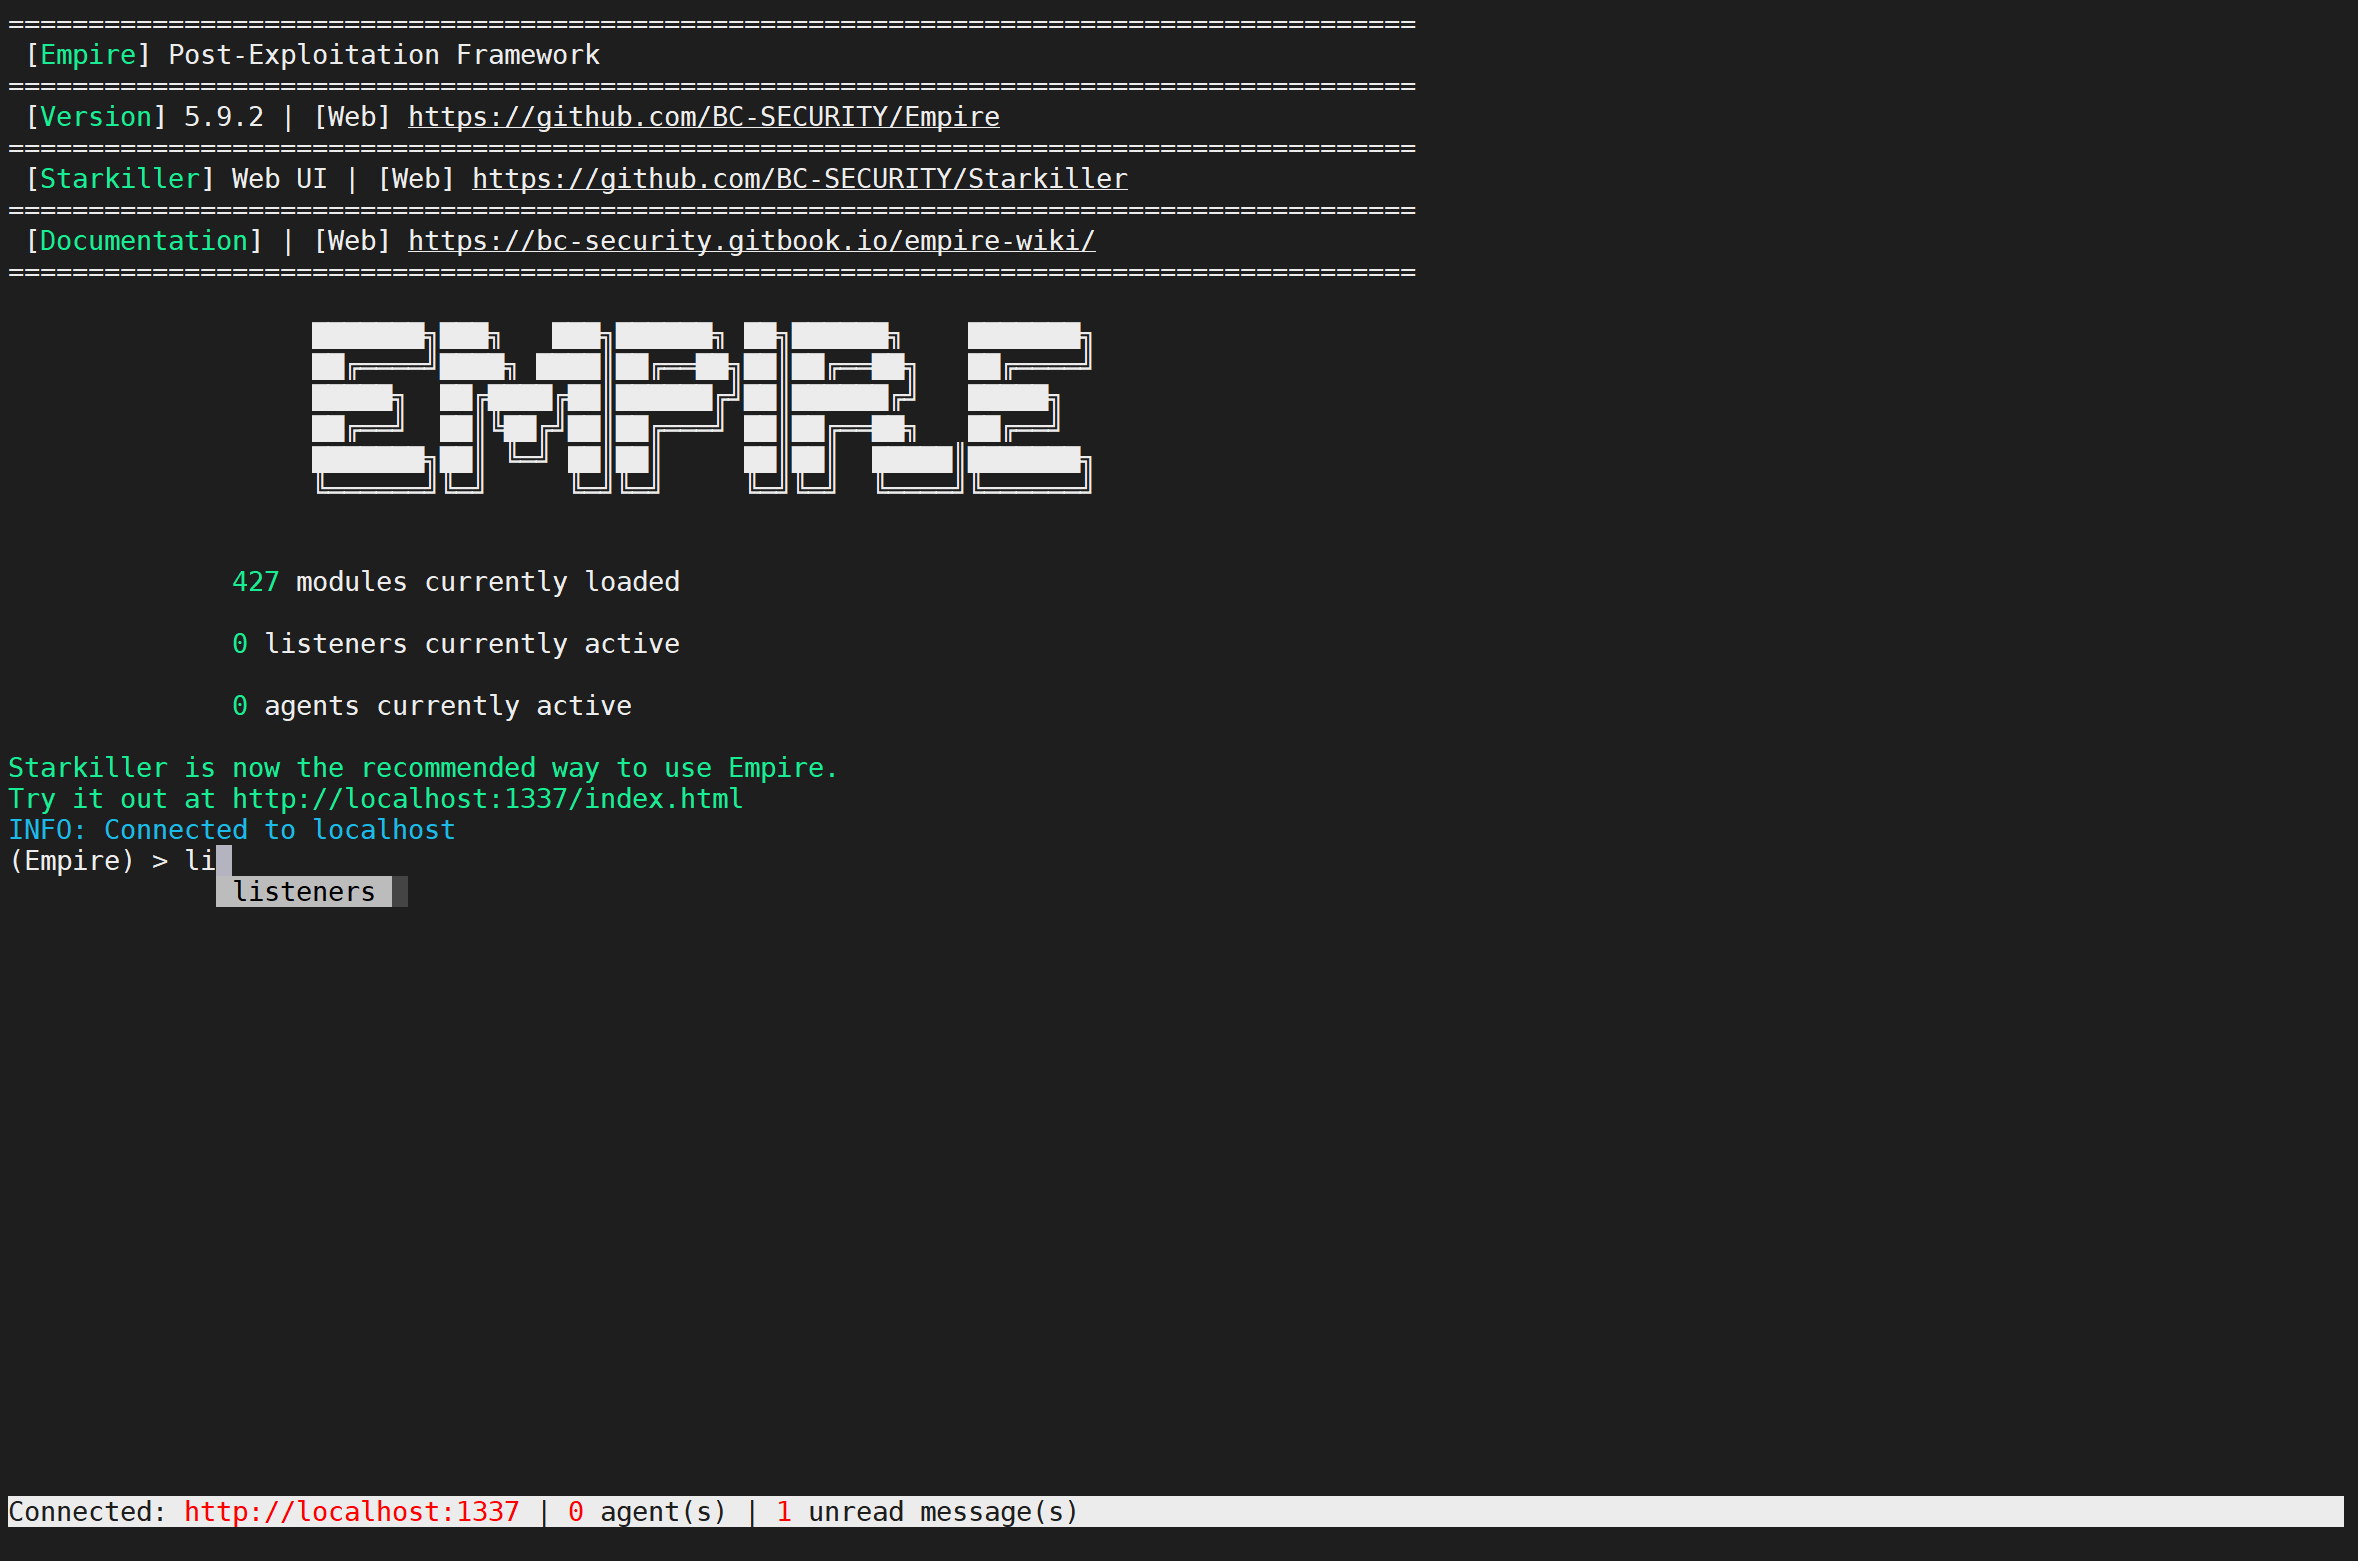 ========================================================================================
[Empire] Post-Exploitation Framework
========================================================================================
[Version] 5.9.2 | [Web] https://github.com/BC-SECURITY/Empire
========================================================================================
[Starkiller] Web UI | [Web] https://github.com/BC-SECURITY/Starkiller
========================================================================================
[Documentation] | [Web] https://bc-security.gitbook.io/empire-wiki/
========================================================================================
EMPIRE
427 modules currently loaded
0 listeners currently active
0 agents currently active
Starkiller is now the recommended way to use Empire.
Try it out at http://localhost:1337/index.html
INFO: Connected to localhost
(Empire) > li
listeners
Connected: http://localhost:1337 | 0 agent(s) | 1 unread message(s)